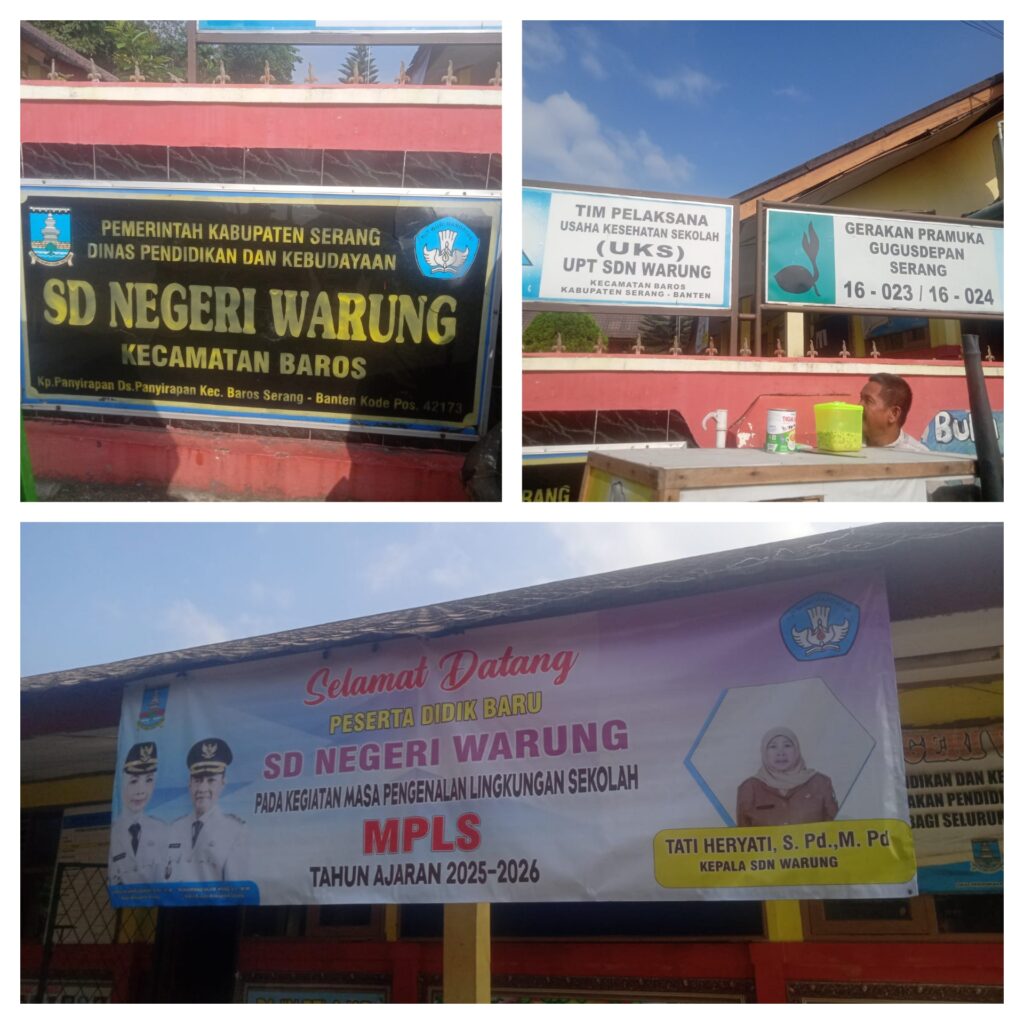 PEMERINTAH KABUPATEN SERANG
DINAS PENDIDIKAN DAN KEBUDAYAAN
SD NEGERI WARUNG
KECAMATAN BAROS
Kp.Panyirapan Ds.Panyirapan Kec. Baros Serang - Banten Kode Pos. 42173
TIM PELAKSANA
USAHA KESEHATAN SEKOLAH
(UKS)
UPT SDN WARUNG
KECAMATAN BAROS
KABUPATEN SERANG - BANTEN
GERAKAN PRAMUKA
GUGUSDEPAN
SERANG
16 - 023 / 16 - 024
Selamat Datang
PESERTA DIDIK BARU
SD NEGERI WARUNG
PADA KEGIATAN MASA PENGENALAN LINGKUNGAN SEKOLAH
MPLS
TAHUN AJARAN 2025-2026
TATI HERYATI, S. Pd.,M. Pd
KEPALA SDN WARUNG